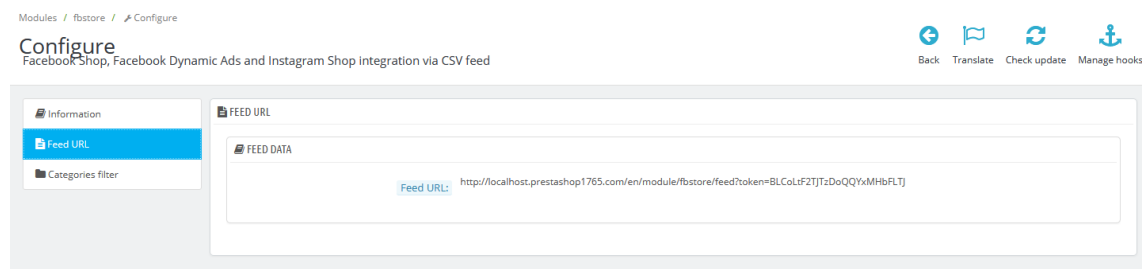 Modules / fbstore / Configure
Configure
Facebook Shop, Facebook Dynamic Ads and Instagram Shop integration via CSV feed
Back Translate Check update Manage hooks
Information
Feed URL
Categories filter
FEED URL
FEED DATA
Feed URL: http://localhost.prestashop1765.com/en/module/fbstore/feed?token=BLCoLtF2TJTzDoQQYxMHbFLTJ